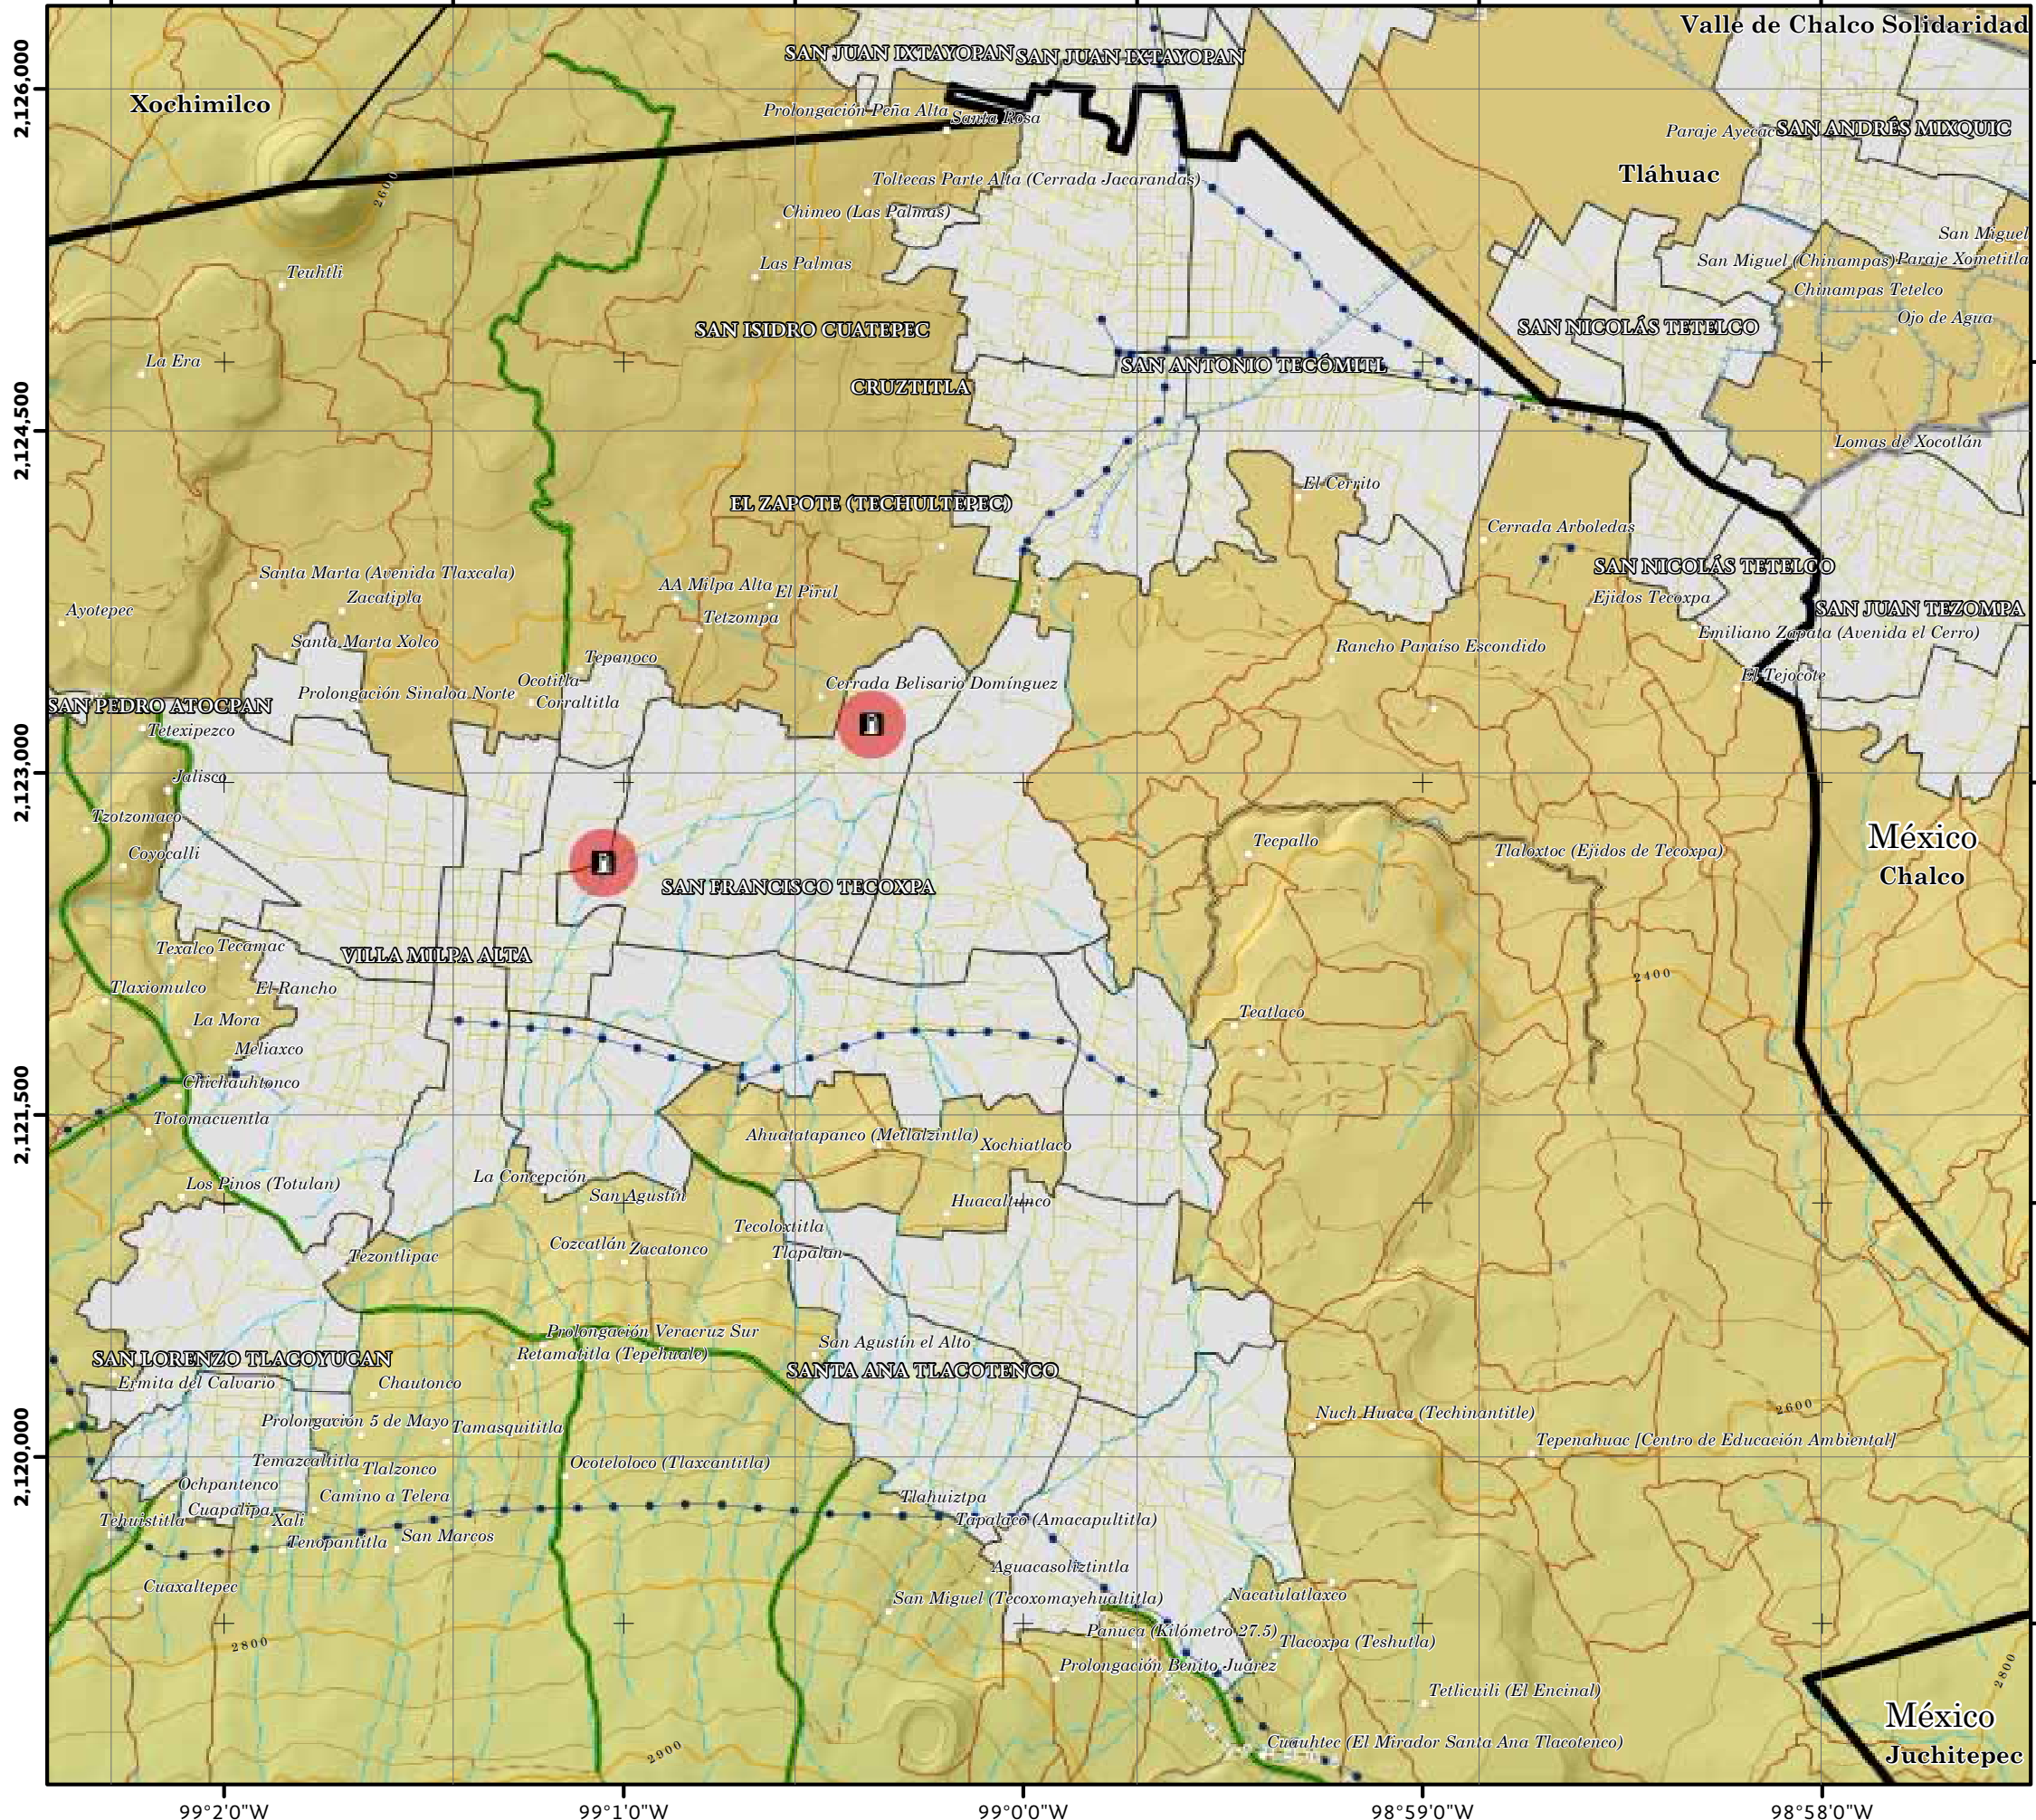 Valle de Chalco Solidaridad
SAN JUAN IXTAYOPAN
SAN JUAN IXTAYOPAN
2,126,000
Xochimilco
Prolongación Peña Alta
Santa Rosa
Paraje Ayecac
SAN ANDRÉS MIXQUIC
Tláhuac
2600
Toltecas Parte Alta (Cerrada Jacarandas)
Chimeo (Las Palmas)
San Miguel
Teuhtli
Las Palmas
San Miguel (Chinampas)
Paraje Xometitla
Chinampas Tetelco
Ojo de Agua
SAN ISIDRO CUATEPEC
SAN NICOLÁS TETELCO
La Era
SAN ANTONIO TECÓMITL
CRUZTITLA
2,124,500
Lomas de Xocotlán
El Cerrito
EL ZAPOTE (TECHULTEPEC)
Cerrada Arboledas
SAN NICOLÁS TETELCO
Santa Marta (Avenida Tlaxcala)
AA Milpa Alta
El Pirul
Zacatipla
Ejidos Tecoxpa
Ayotepec
SAN JUAN TEZOMPA
Tetzompa
Emiliano Zapata (Avenida el Cerro)
Santa Marta Xolco
Rancho Paraíso Escondido
Tepanoco
El Tejocote
Ocotitla
Cerrada Belisario Domínguez
Prolongación Sinaloa Norte
Corraltitla
SAN PEDRO ATOCPAN
Tetexipezco
2,123,000
Jalisco
Tzotzomaco
México
Chalco
Tecpallo
Tlaloxtoc (Ejidos de Tecoxpa)
Coyocalli
SAN FRANCISCO TECOXPA
Texalco
Tecamac
VILLA MILPA ALTA
2400
Tlaxiomulco
El Rancho
La Mora
Teatlaco
Meliaxco
Chichauhtonco
2,121,500
Totomacuentla
Ahuatatapanco (Metlalzintla)
Xochiatlaco
La Concepción
Los Pinos (Totulan)
San Agustín
Huacaltunco
Tecoloxtitla
Cozcatlán
Zacatonco
Tlapalan
Tezontlipac
Prolongación Veracruz Sur
San Agustín el Alto
Retamatitla (Tepehuale)
SAN LORENZO TLACOYUCAN
SANTA ANA TLACOTENCO
Ermita del Calvario
Chautonco
2600
Nuch Huaca (Techinantitle)
Prolongación 5 de Mayo
Tamasquititla
Tepenahuac [Centro de Educación Ambiental]
2,120,000
Temazcaltitla
Tlalzonco
Ocoteloloco (Tlaxcantitla)
Ochpantenco
Camino a Telera
Tlahuiztpa
Cuapalipa
Tehuistitla
Xali
Tapalaco (Amacapultitla)
Tenopantitla
San Marcos
Aguacasoliztintla
Cuaxaltepec
San Miguel (Tecoxomayehualtitla)
Nacatulatlaxco
Panuca (Kilómetro 27.5)
Tlacoxpa (Teshutla)
2800
Prolongación Benito Juárez
2800
Tetlicuili (El Encinal)
México
Juchitepec
2900
Cuauhtec (El Mirador Santa Ana Tlacotenco)
99°2'0"W
99°1'0"W
99°0'0"W
98°59'0"W
98°58'0"W